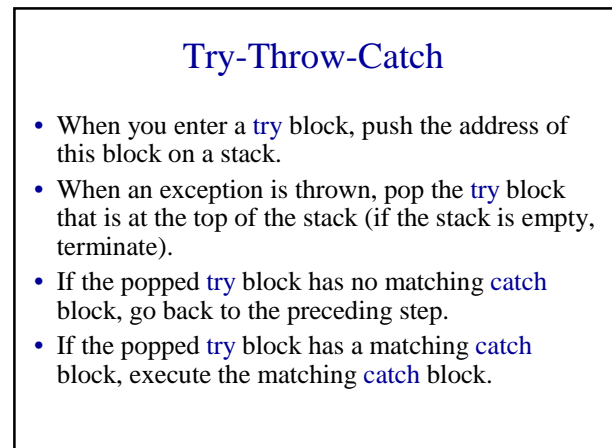 Try-Throw-Catch
• When you enter a try block, push the address of
this block on a stack.
• When an exception is thrown, pop the try block
that is at the top of the stack (if the stack is empty,
terminate).
• If the popped try block has no matching catch
block, go back to the preceding step.
• If the popped try block has a matching catch
block, execute the matching catch block.